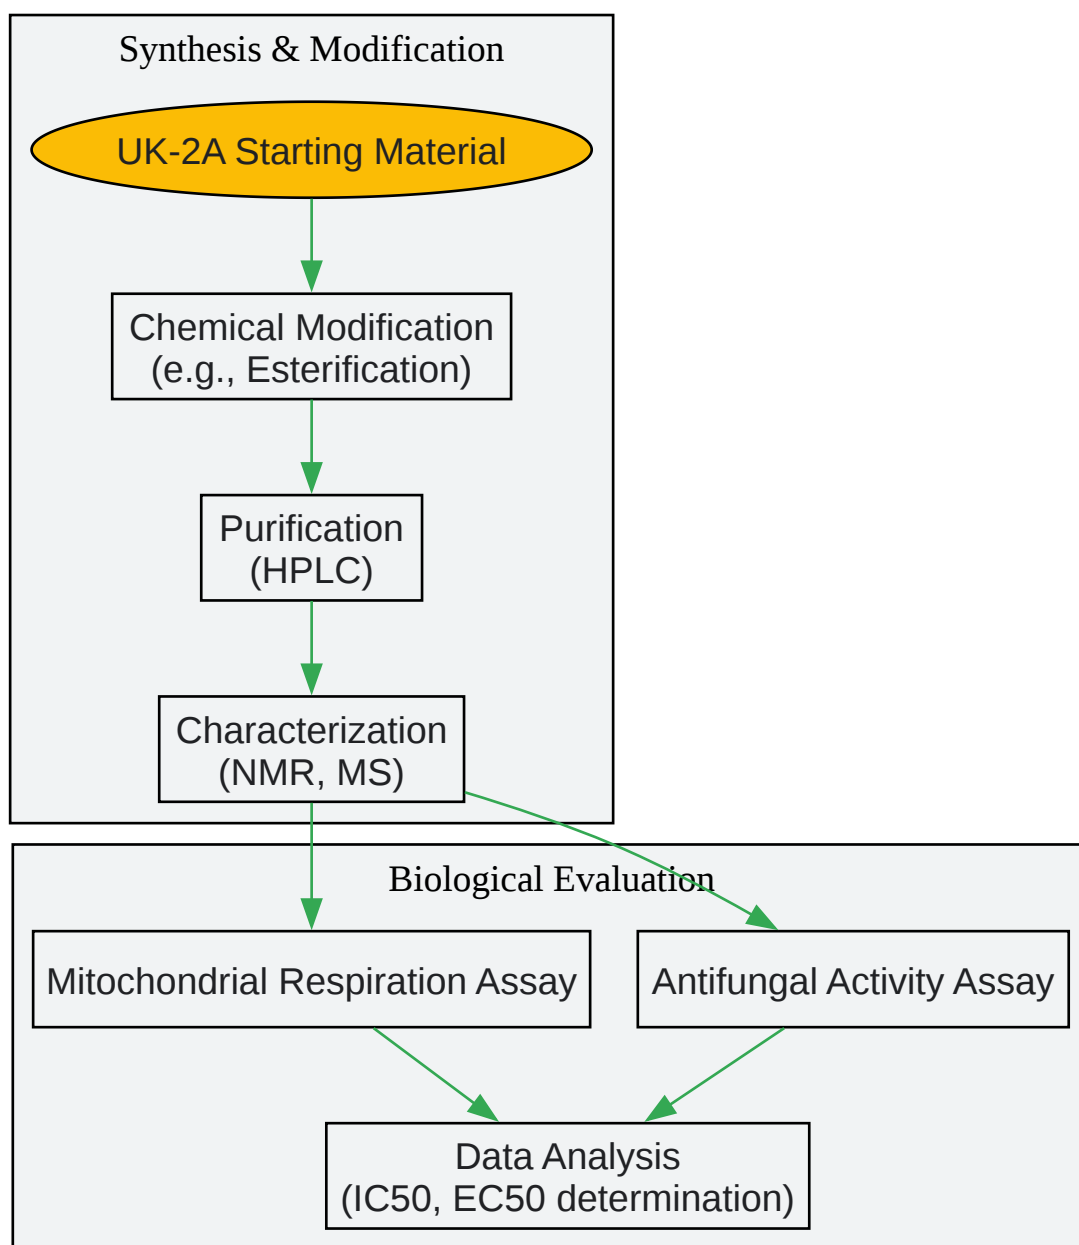 Synthesis & Modification
UK-2A Starting Material
Chemical Modification
(e.g., Esterification)
Purification
(HPLC)
Characterization
(NMR, MS)
Biological Evaluation
Mitochondrial Respiration Assay
Antifungal Activity Assay
Data Analysis
(IC50, EC50 determination)